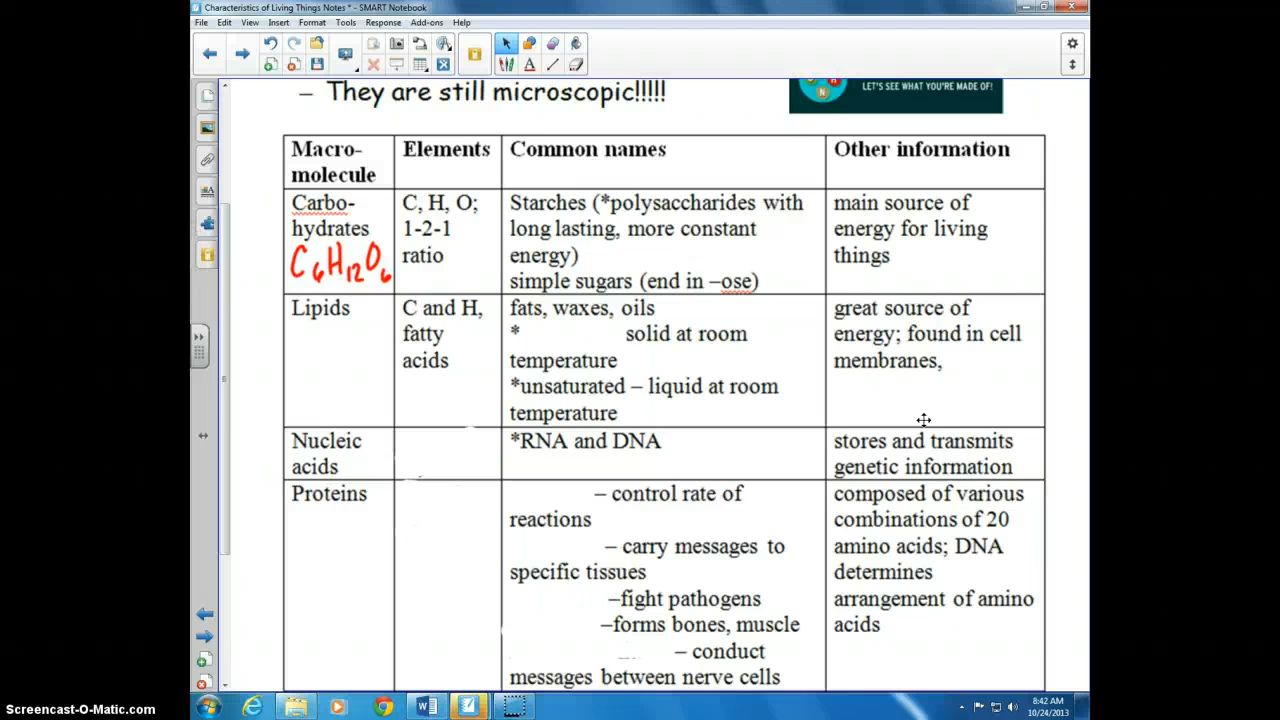 Characteristics of Living Things Notes * - SMART Notebook
File Edit View Insert Format Tools Response Add-ons Help
– They are still microscopic!!!!!
N
LET'S SEE WHAT YOU'RE MADE OF!
Macro-
molecule
Elements
Common names
Other information
Carbo-
hydrates
C6H12O6
C, H, O;
1-2-1
ratio
Starches (*polysaccharides with
long lasting, more constant
energy)
simple sugars (end in –ose)
main source of
energy for living
things
Lipids
C and H,
fatty
acids
fats, waxes, oils
* solid at room
temperature
*unsaturated – liquid at room
temperature
great source of
energy; found in cell
membranes,
Nucleic
acids
*RNA and DNA
stores and transmits
genetic information
Proteins
– control rate of
reactions
– carry messages to
specific tissues
–fight pathogens
–forms bones, muscle
– conduct
messages between nerve cells
composed of various
combinations of 20
amino acids; DNA
determines
arrangement of amino
acids
Screencast-O-Matic.com
8:42 AM
10/24/2013